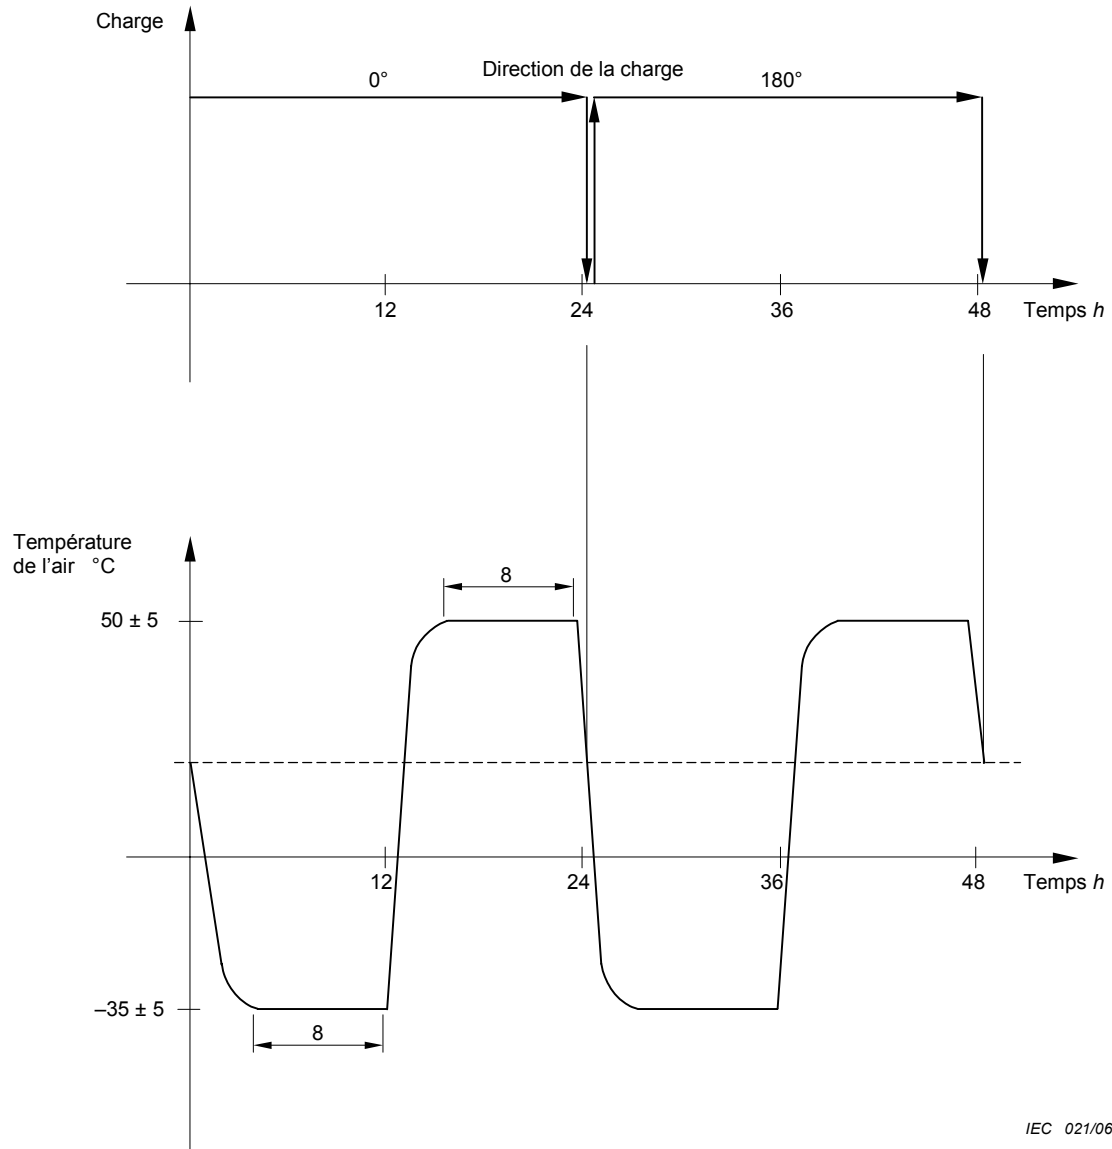 Charge
Direction de la charge
0°
180°
12
24
36
48
Temps h
Température
de l'air °C
8
50 ± 5
12
24
36
48
Temps h
–35 ± 5
8
IEC 021/06